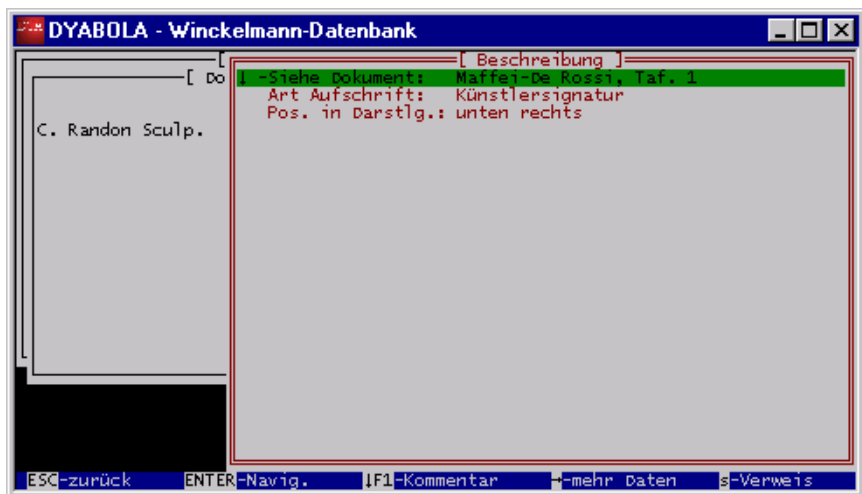 DYABOLA - Winckelmann-Datenbank
[ Beschreibung ]
[ Do
↓ -Siehe Dokument: Maffei-De Rossi, Taf. 1
Art Aufschrift: Künstlersignatur
Pos. in Darstlg.: unten rechts
C. Randon Sculp.
ESC-zurück ENTER-Navig. ↓F1-Kommentar →-mehr Daten s-Verweis